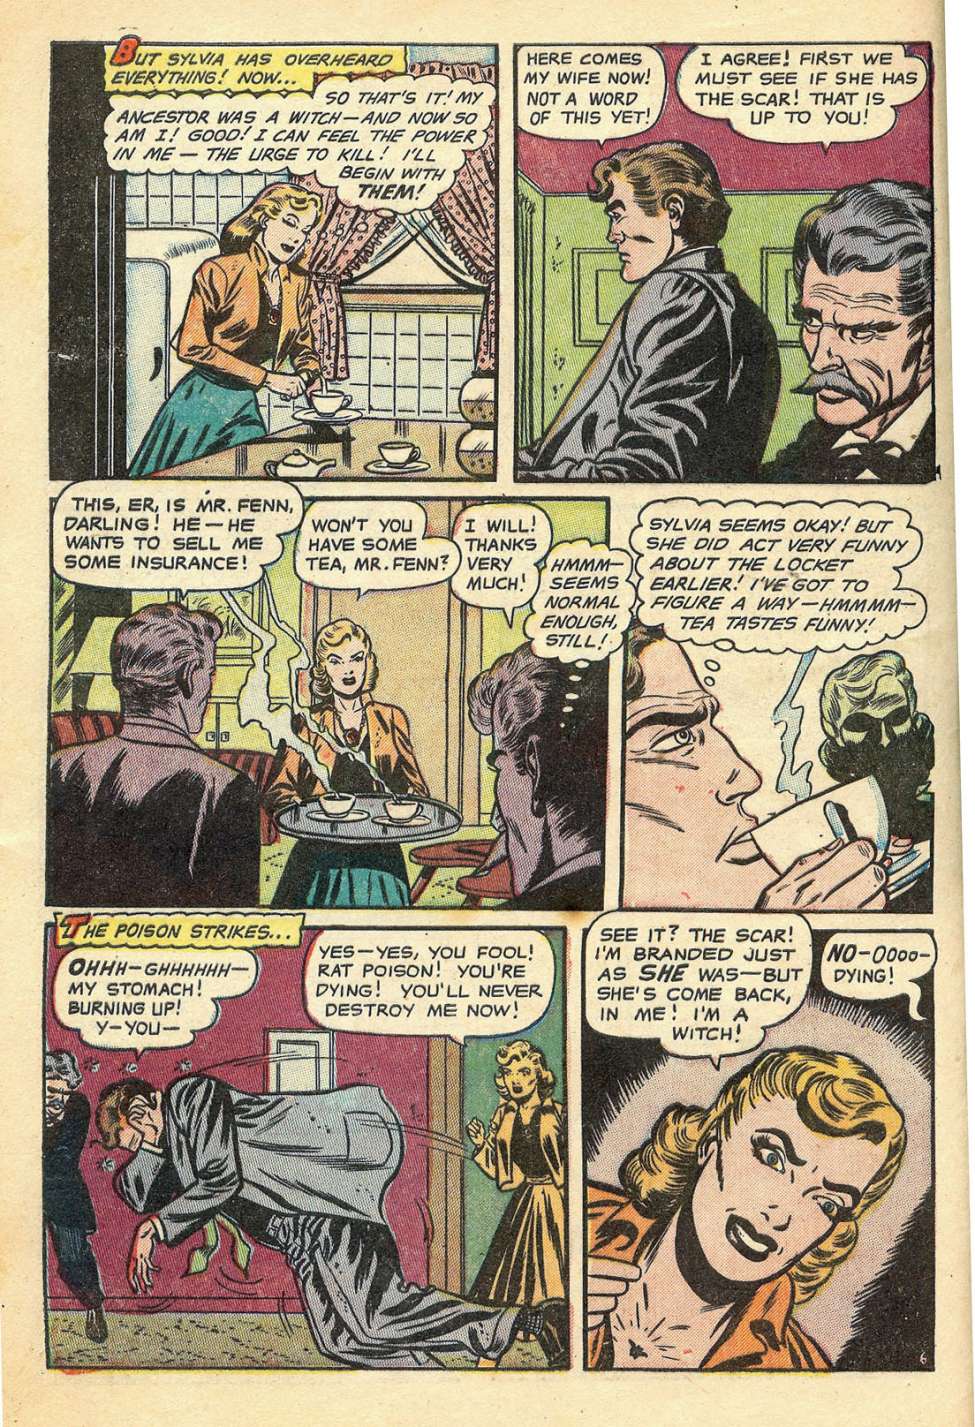 BUT SYLVIA HAS OVERHEARD
EVERYTHING! NOW...
SO THAT'S IT! MY
ANCESTOR WAS A WITCH—AND NOW SO
AM I! GOOD! I CAN FEEL THE POWER
IN ME — THE URGE TO KILL! I'LL
BEGIN WITH
THEM!
HERE COMES
MY WIFE NOW!
NOT A WORD
OF THIS YET!
I AGREE! FIRST WE
MUST SEE IF SHE HAS
THE SCAR! THAT IS
UP TO YOU!
THIS, ER, IS MR. FENN,
DARLING! HE—HE
WANTS TO SELL ME
SOME INSURANCE!
WON'T YOU
HAVE SOME
TEA, MR. FENN?
I WILL!
THANKS
VERY
MUCH!
HMMM—
SEEMS
NORMAL
ENOUGH,
STILL!
SYLVIA SEEMS OKAY! BUT
SHE DID ACT VERY FUNNY
ABOUT THE LOCKET
EARLIER! I'VE GOT TO
FIGURE A WAY—HMMMM—
TEA TASTES FUNNY!
THE POISON STRIKES...
OHHH-GHHHHHH—
MY STOMACH!
BURNING UP!
Y-YOU—
YES—YES, YOU FOOL!
RAT POISON! YOU'RE
DYING! YOU'LL NEVER
DESTROY ME NOW!
SEE IT? THE SCAR!
I'M BRANDED JUST
AS SHE WAS—BUT
SHE'S COME BACK,
IN ME! I'M A
WITCH!
NO-OOOO-
DYING!
6